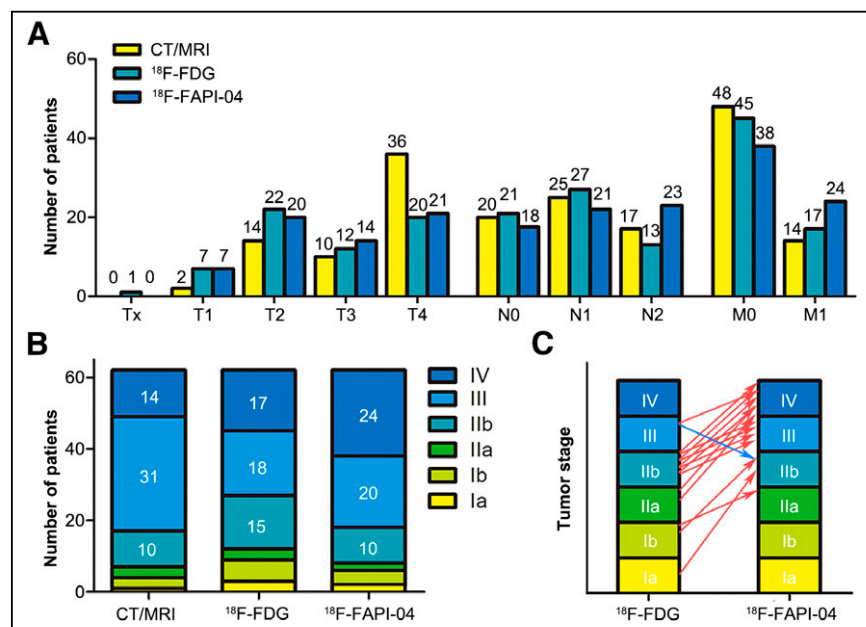 A
CT/MRI
¹⁸F-FDG
¹⁸F-FAPI-04
Number of patients
60
40
20
0
0 1 0
2 7 7
14 22 20
10 12 14
36 20 21
20 21 18
25 27 21
17 13 23
48 45 38
14 17 24
Tx T1 T2 T3 T4 N0 N1 N2 M0 M1
B
Number of patients
60
40
20
0
14 31 10
17 18 15
24 20 10
CT/MRI ¹⁸F-FDG ¹⁸F-FAPI-04
IV
III
IIb
IIa
Ib
Ia
C
Tumor stage
IV IV
III III
IIb IIb
IIa IIa
Ib Ib
Ia Ia
¹⁸F-FDG ¹⁸F-FAPI-04